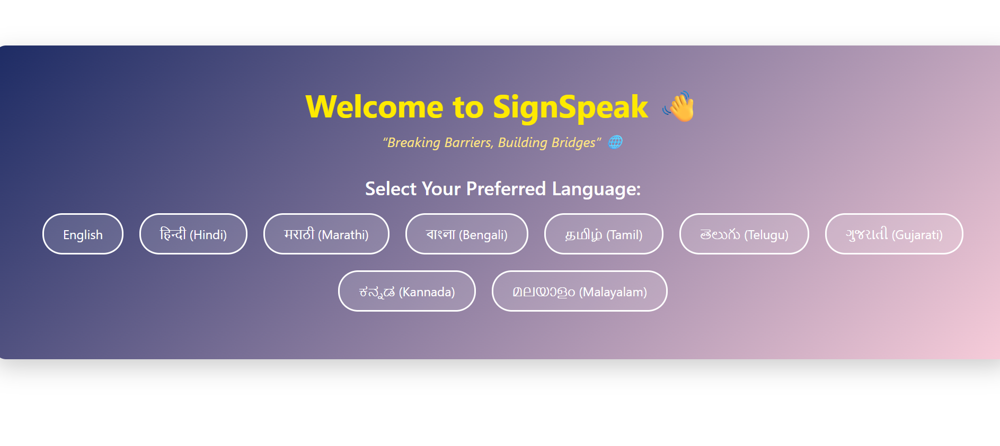 Welcome to SignSpeak 👋
“Breaking Barriers, Building Bridges” 🌐
Select Your Preferred Language:
English हिन्दी (Hindi) मराठी (Marathi) বাংলা (Bengali) தமிழ் (Tamil) తెలుగు (Telugu) ગુજરાતી (Gujarati)
ಕನ್ನಡ (Kannada) മലയാളം (Malayalam)